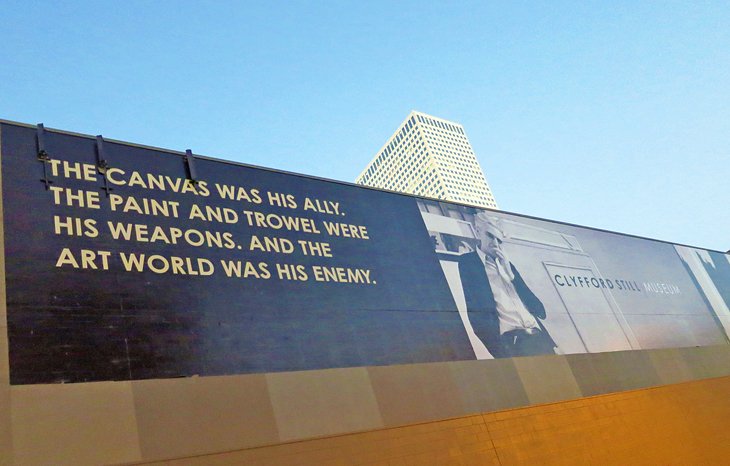 THE CANVAS WAS HIS ALLY.
THE PAINT AND TROWEL WERE
HIS WEAPONS. AND THE
ART WORLD WAS HIS ENEMY.
CLYFFORD STILL MUSEUM